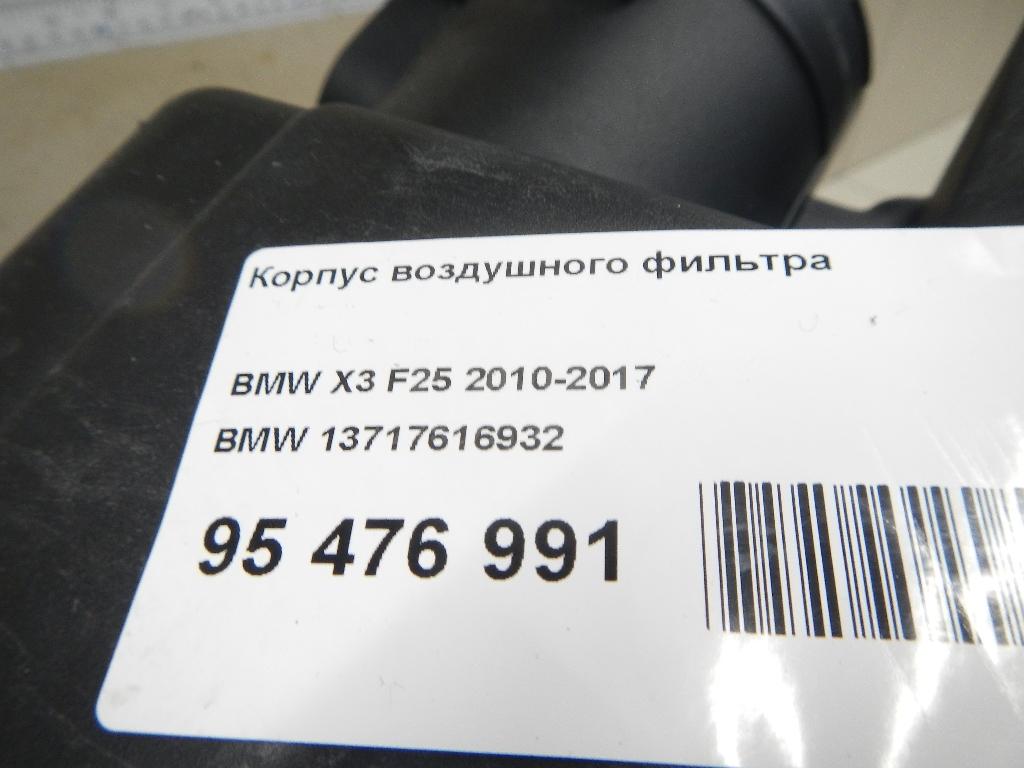 Корпус воздушного фильтра
BMW X3 F25 2010-2017
BMW 13717616932
95 476 991